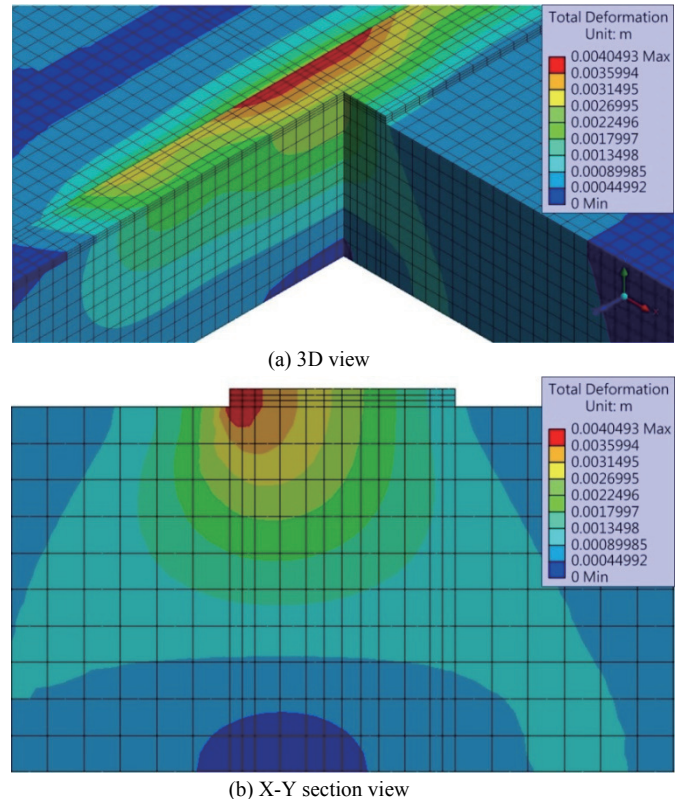 Total Deformation
Unit: m
0.0040493 Max
0.0035994
0.0031495
0.0026995
0.0022496
0.0017997
0.0013498
0.00089985
0.00044992
0 Min
(a) 3D view
Total Deformation
Unit: m
0.0040493 Max
0.0035994
0.0031495
0.0026995
0.0022496
0.0017997
0.0013498
0.00089985
0.00044992
0 Min
(b) X-Y section view